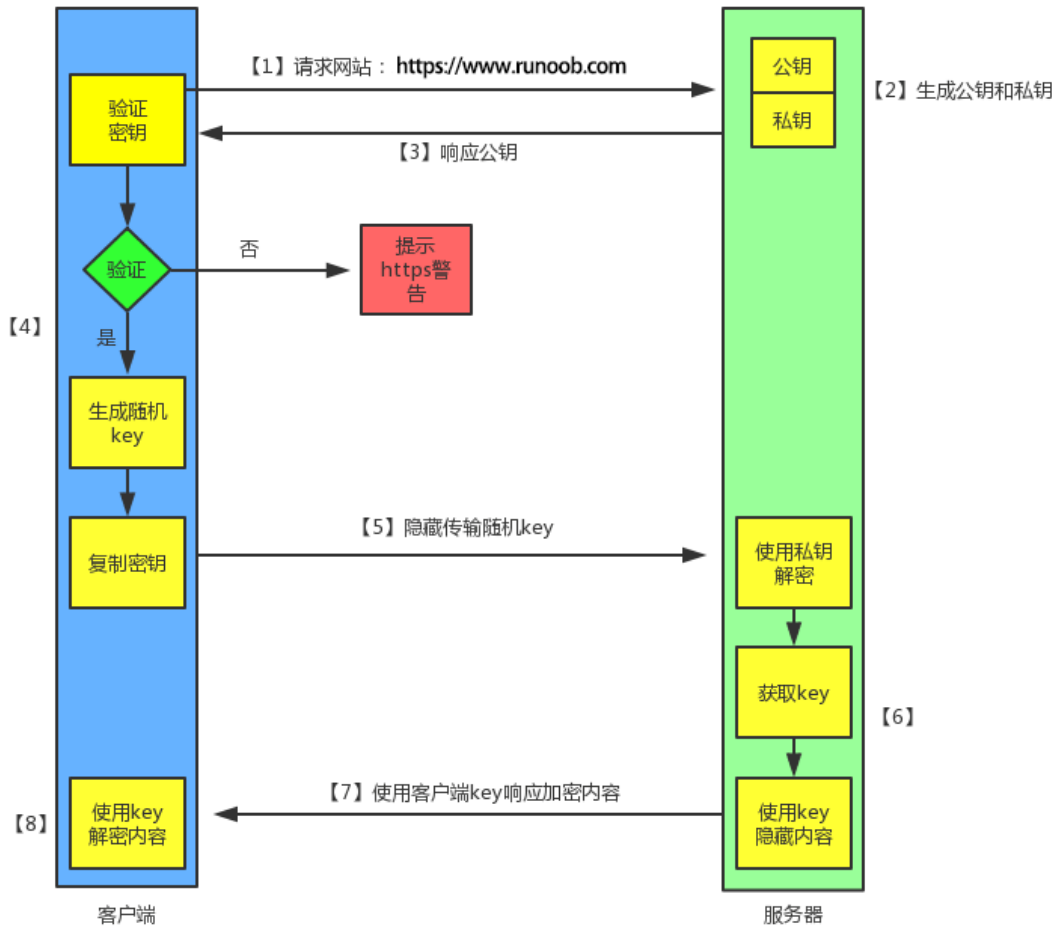 【1】请求网站：https://www.runoob.com
公钥
【2】生成公钥和私钥
私钥
验证
密钥
【3】响应公钥
否
提示
https警
告
验证
【4】
是
生成随机
key
【5】隐藏传输随机key
复制密钥
使用私钥
解密
获取key
【6】
【7】使用客户端key响应加密内容
【8】
使用key
解密内容
使用key
隐藏内容
客户端
服务器